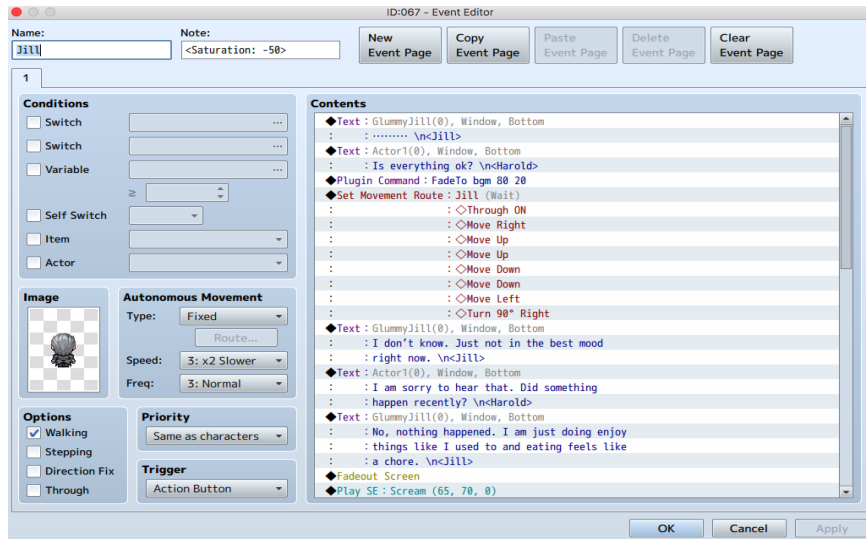 ID:067 - Event Editor
Name:
Note:
Jill
<Saturation: -50>
New
Event Page
Copy
Event Page
Paste
Event Page
Delete
Event Page
Clear
Event Page
1
Conditions
Switch
...
Switch
...
Variable
...
≥
Self Switch
Item
Actor
Image
Autonomous Movement
Type:
Fixed
Route...
Speed:
3: x2 Slower
Freq:
3: Normal
Options
Walking
Stepping
Direction Fix
Through
Priority
Same as characters
Trigger
Action Button
Contents
◆Text：GlummyJill(0), Window, Bottom
：　　：⋯⋯⋯ \n<Jill>
◆Text：Actor1(0), Window, Bottom
：　　：Is everything ok? \n<Harold>
◆Plugin Command：FadeTo bgm 80 20
◆Set Movement Route：Jill (Wait)
：　　：◇Through ON
：　　：◇Move Right
：　　：◇Move Up
：　　：◇Move Up
：　　：◇Move Down
：　　：◇Move Down
：　　：◇Move Left
：　　：◇Turn 90° Right
◆Text：GlummyJill(0), Window, Bottom
：　　：I don't know. Just not in the best mood
：　　：right now. \n<Jill>
◆Text：Actor1(0), Window, Bottom
：　　：I am sorry to hear that. Did something
：　　：happen recently? \n<Harold>
◆Text：GlummyJill(0), Window, Bottom
：　　：No, nothing happened. I am just doing enjoy
：　　：things like I used to and eating feels like
：　　：a chore. \n<Jill>
◆Fadeout Screen
◆Play SE：Scream (65, 70, 0)
OK
Cancel
Apply